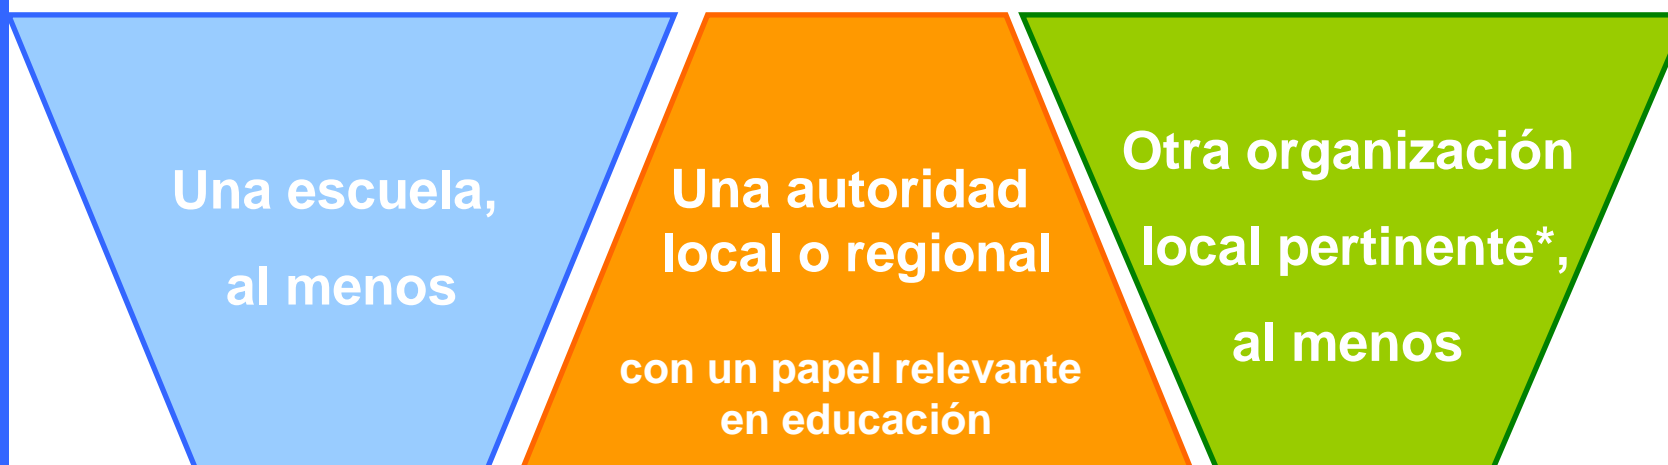 Una escuela,
al menos
Una autoridad
local o regional
con un papel relevante
en educación
Otra organización
local pertinente*,
al menos